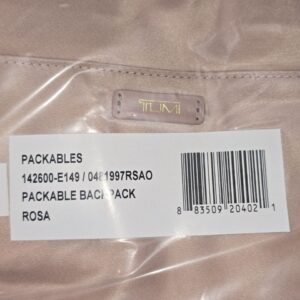 TUMI
PACKABLES
142600-E149 / 0481997RSAO
PACKABLE BACKPACK
ROSA
8 83509 20402 1